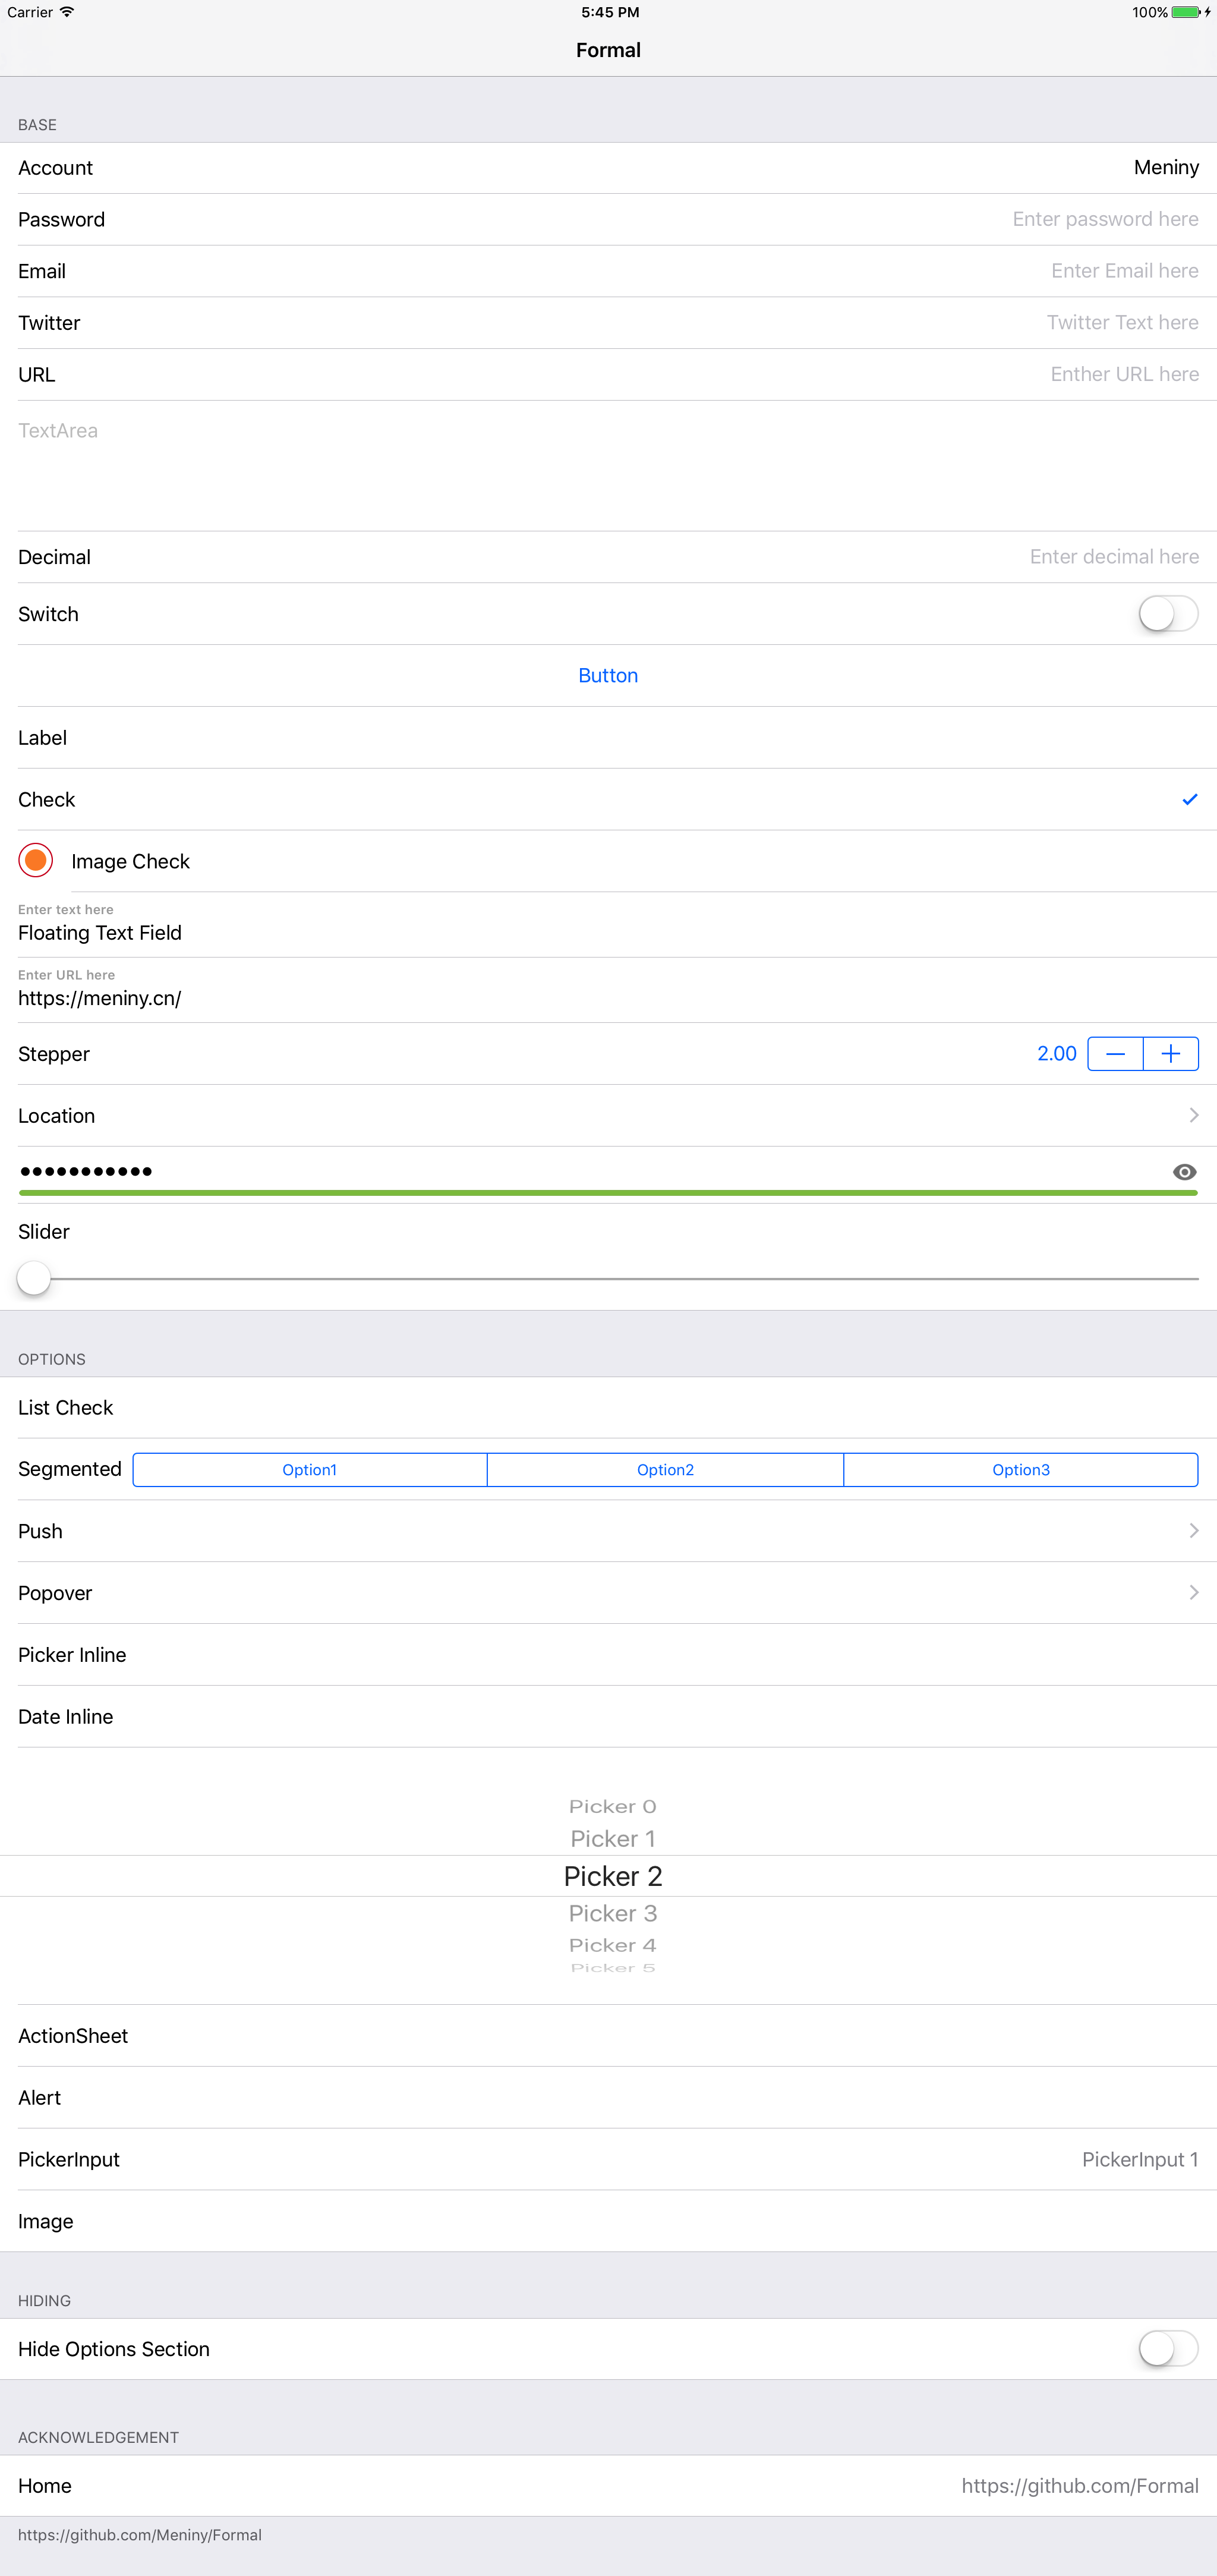 Carrier 5:45 PM 100%
Formal
BASE
Account Meniny
Password Enter password here
Email Enter Email here
Twitter Twitter Text here
URL Enther URL here
TextArea
Decimal Enter decimal here
Switch
Button
Label
Check
Image Check
Enter text here
Floating Text Field
Enter URL here
https://meniny.cn/
Stepper 2.00
Location
Slider
OPTIONS
List Check
Segmented Option1 Option2 Option3
Push
Popover
Picker Inline
Date Inline
Picker 0
Picker 1
Picker 2
Picker 3
Picker 4
Picker 5
ActionSheet
Alert
PickerInput PickerInput 1
Image
HIDING
Hide Options Section
ACKNOWLEDGEMENT
Home https://github.com/Formal
https://github.com/Meniny/Formal